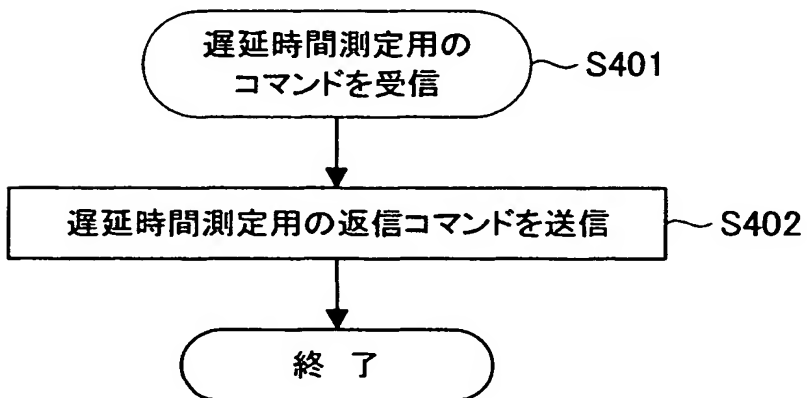 遅延時間測定用の
コマンドを受信
S401
遅延時間測定用の返信コマンドを送信
S402
終 了